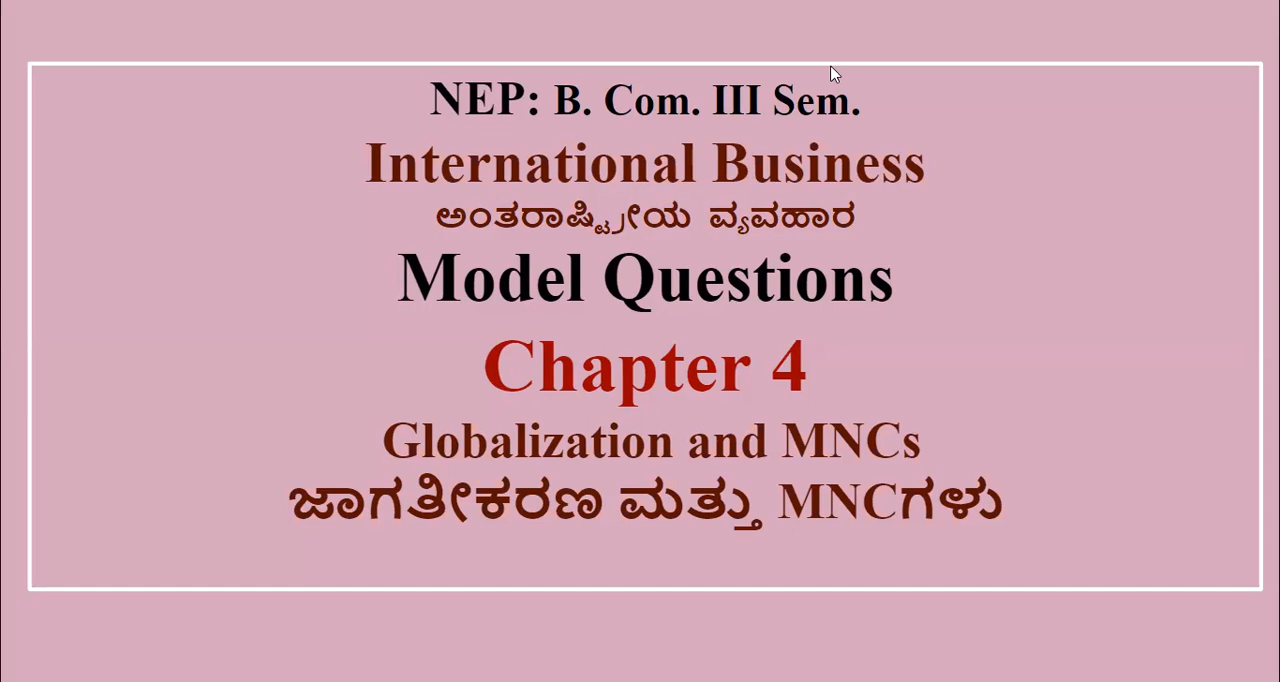 NEP: B. Com. III Sem.
International Business
ಅಂತರಾಷ್ಟ್ರೀಯ ವ್ಯವಹಾರ
Model Questions
Chapter 4
Globalization and MNCs
ಜಾಗತೀಕರಣ ಮತ್ತು MNCಗಳು